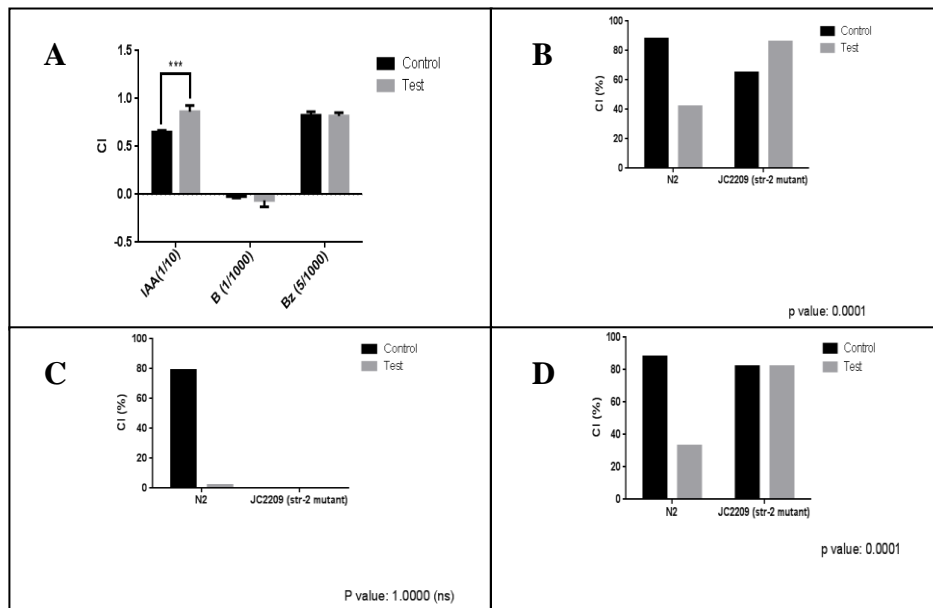 A
1.5
1.0
0.5
0.0
-0.5
CI
***
Control
Test
IAA(1/10)
B (1/1000)
Bz (5/1000)
B
100
80
60
40
20
0
CI (%)
Control
Test
N2
JC2209 (str-2 mutant)
p value: 0.0001
C
100
80
60
40
20
0
CI (%)
Control
Test
N2
JC2209 (str-2 mutant)
P value: 1.0000 (ns)
D
100
80
60
40
20
0
CI (%)
Control
Test
N2
JC2209 (str-2 mutant)
p value: 0.0001